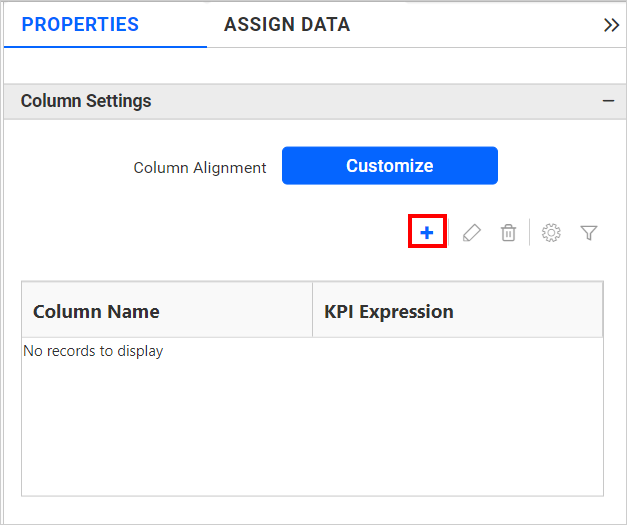 PROPERTIES ASSIGN DATA
Column Settings
Column Alignment Customize
Column Name KPI Expression
No records to display